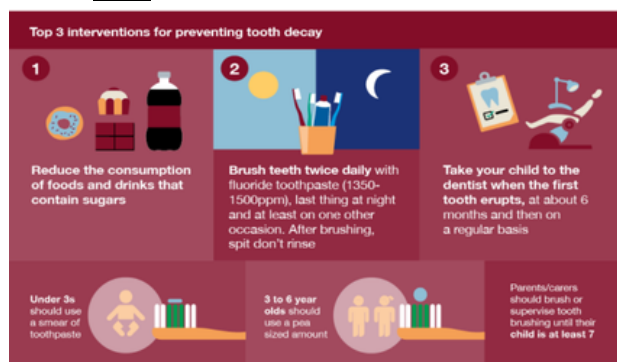 Top 3 interventions for preventing tooth decay
1
Reduce the consumption
of foods and drinks that
contain sugars
2
Brush teeth twice daily with
fluoride toothpaste (1350-
1500ppm), last thing at night
and at least on one other
occasion. After brushing,
spit don't rinse
3
Take your child to the
dentist when the first
tooth erupts, at about 6
months and then on
a regular basis
Under 3s
should use
a smear of
toothpaste
3 to 6 year
olds should
use a pea
sized amount
Parents/carers
should brush or
supervise tooth
brushing until their
child is at least 7